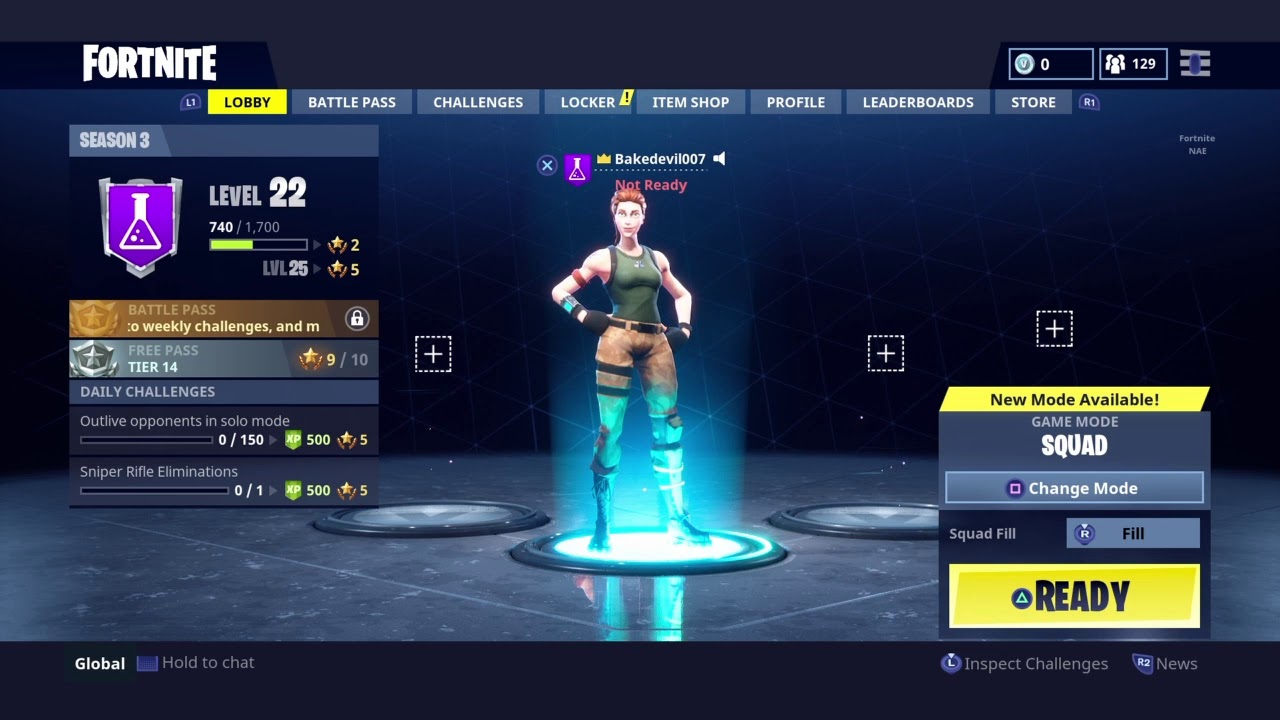 FORTNITE
V 0
129
L1
LOBBY
BATTLE PASS
CHALLENGES
LOCKER !
ITEM SHOP
PROFILE
LEADERBOARDS
STORE
R1
Fortnite
NAE
SEASON 3
LEVEL 22
740 / 1,700
2
LVL 25
5
BATTLE PASS
:o weekly challenges, and m
FREE PASS
TIER 14
9 / 10
DAILY CHALLENGES
Outlive opponents in solo mode
0 / 150 XP 500 5
Sniper Rifle Eliminations
0 / 1 XP 500 5
Bakedevil007
Not Ready
New Mode Available!
GAME MODE
SQUAD
Change Mode
Squad Fill
R Fill
READY
Global
Hold to chat
L Inspect Challenges
R2 News